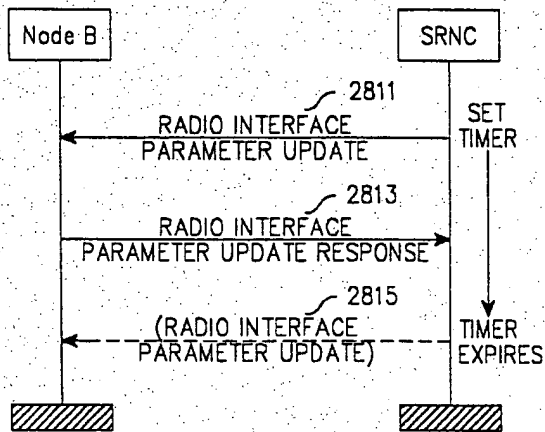 Node B
SRNC
2811
RADIO INTERFACE
PARAMETER UPDATE
SET
TIMER
2813
RADIO INTERFACE
PARAMETER UPDATE RESPONSE
2815
(RADIO INTERFACE
PARAMETER UPDATE)
TIMER
EXPIRES